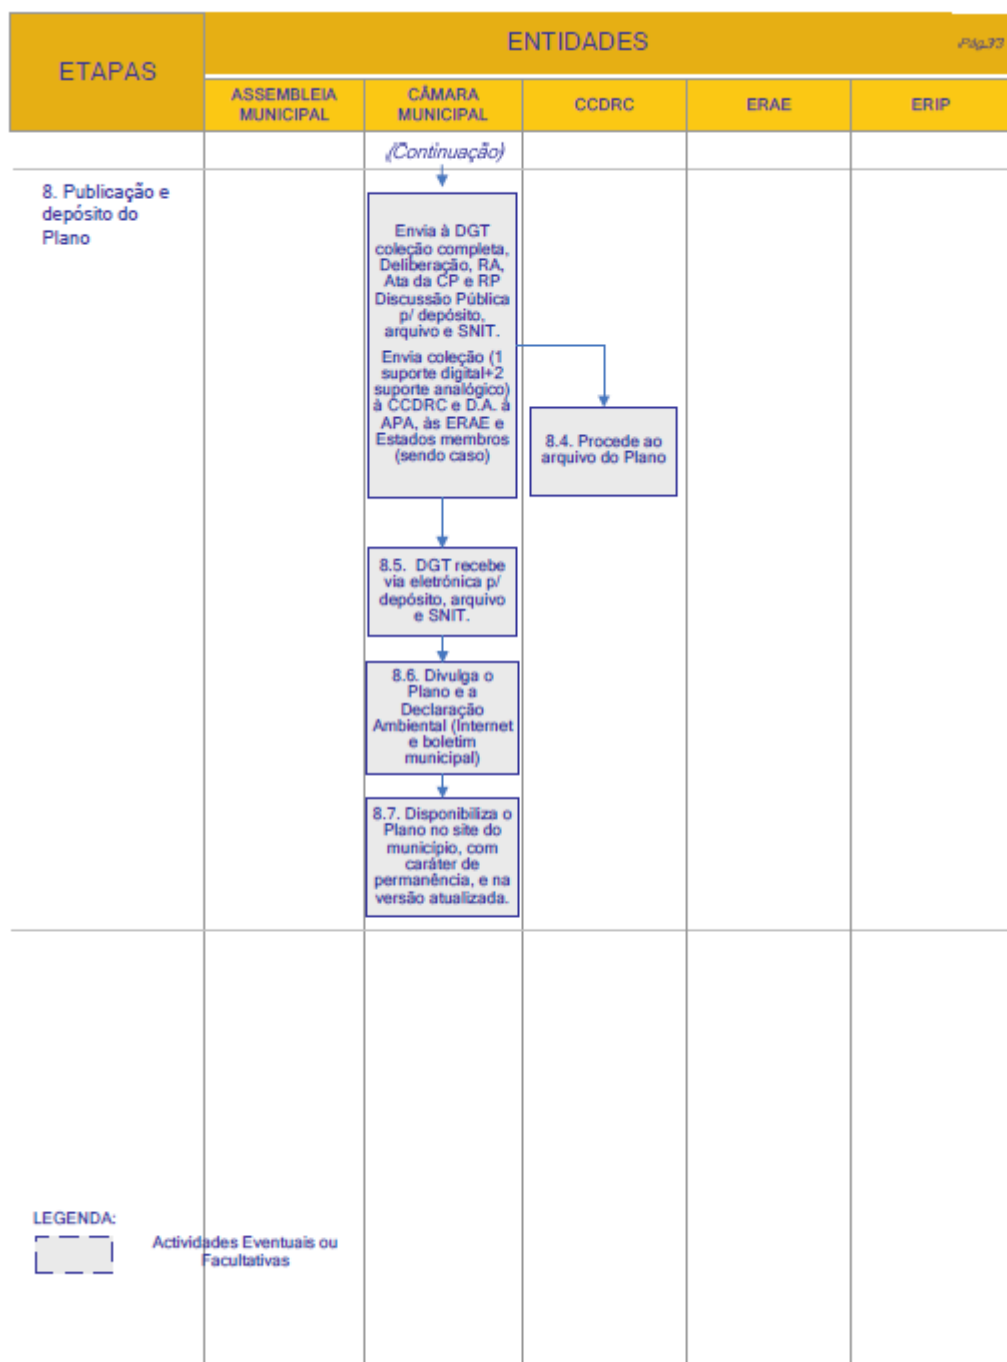 ETAPAS
ENTIDADES
Pág.33
ASSEMBLEIA
MUNICIPAL
CÂMARA
MUNICIPAL
CCDRC
ERAE
ERIP
(Continuação)
8. Publicação e
depósito do
Plano
Envia à DGT
coleção completa,
Deliberação, RA,
Ata da CP e RP
Discussão Pública
p/ depósito,
arquivo e SNIT.
Envia coleção (1
suporte digital+2
suporte analógico)
à CCDRC e D.A. à
APA, às ERAE e
Estados membros
(sendo caso)
8.4. Procede ao
arquivo do Plano
8.5. DGT recebe
via eletrónica p/
depósito, arquivo
e SNIT.
8.6. Divulga o
Plano e a
Declaração
Ambiental (Internet
e boletim
municipal)
8.7. Disponibiliza o
Plano no site do
município, com
caráter de
permanência, e na
versão atualizada.
LEGENDA:
Actividades Eventuais ou
Facultativas